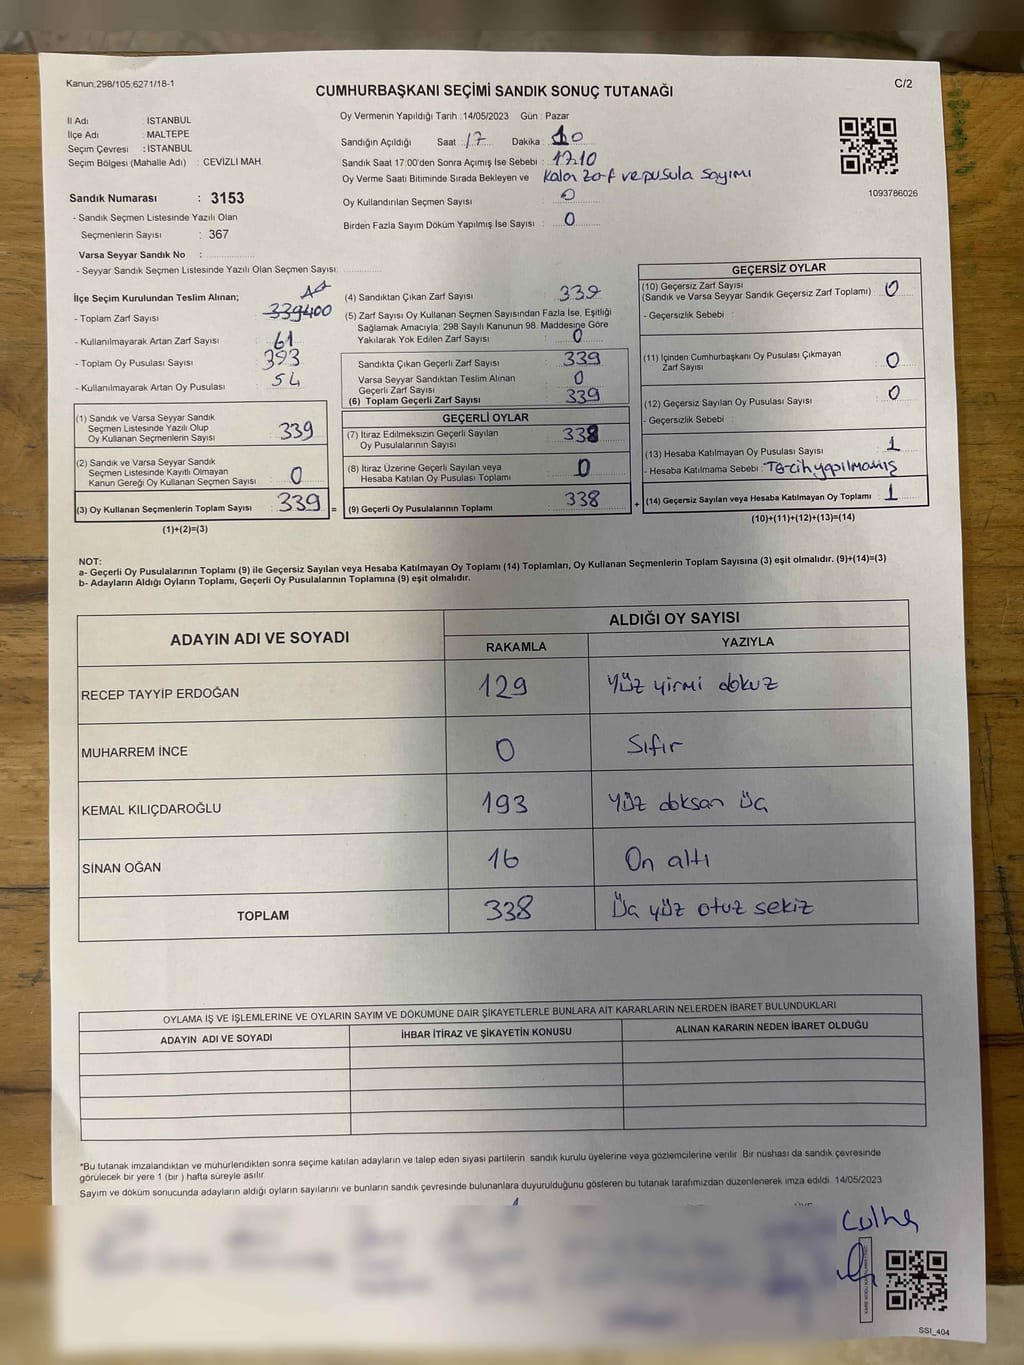 Kanun:298/105,6271/18-1
C/2
CUMHURBAŞKANI SEÇİMİ SANDIK SONUÇ TUTANAĞI
İl Adı : İSTANBUL
İlçe Adı : MALTEPE
Seçim Çevresi : İSTANBUL
Seçim Bölgesi (Mahalle Adı) : CEVİZLİ MAH.
Sandık Numarası : 3153
- Sandık Seçmen Listesinde Yazılı Olan
Seçmenlerin Sayısı : 367
Varsa Seyyar Sandık No :
- Seyyar Sandık Seçmen Listesinde Yazılı Olan Seçmen Sayısı:
Oy Vermenin Yapıldığı Tarih : 14/05/2023 Gün : Pazar
Sandığın Açıldığı Saat : 17 Dakika : 10
Sandık Saat 17:00'den Sonra Açımış İse Sebebi : 17.10
Oy Verme Saati Bitiminde Sırada Bekleyen ve Kalan zarf ve pusula sayımı
Oy Kullandırılan Seçmen Sayısı : 0
Birden Fazla Sayım Döküm Yapılmış İse Sayısı : 0
1093786026
İlçe Seçim Kurulundan Teslim Alınan;
- Toplam Zarf Sayısı : 339 400
- Kullanılmayarak Artan Zarf Sayısı : 61
- Toplam Oy Pusulası Sayısı : 393
- Kullanılmayarak Artan Oy Pusulası : 54
(1) Sandık ve Varsa Seyyar Sandık
Seçmen Listesinde Yazılı Olup
Oy Kullanan Seçmenlerin Sayısı : 339
(2) Sandık ve Varsa Seyyar Sandık
Seçmen Listesinde Kayıtlı Olmayan
Kanun Gereği Oy Kullanan Seçmen Sayısı : 0
(3) Oy Kullanan Seçmenlerin Toplam Sayısı : 339 =
(1)+(2)=(3)
(4) Sandıktan Çıkan Zarf Sayısı : 339
(5) Zarf Sayısı Oy Kullanan Seçmen Sayısından Fazla İse, Eşitliği
Sağlamak Amacıyla, 298 Sayılı Kanunun 98. Maddesine Göre
Yakılarak Yok Edilen Zarf Sayısı : 0
Sandıkta Çıkan Geçerli Zarf Sayısı : 339
Varsa Seyyar Sandıktan Teslim Alınan
Geçerli Zarf Sayısı : 0
(6) Toplam Geçerli Zarf Sayısı : 339
GEÇERLİ OYLAR
(7) İtiraz Edilmeksizin Geçerli Sayılan
Oy Pusulalarının Sayısı : 338
(8) İtiraz Üzerine Geçerli Sayılan veya
Hesaba Katılan Oy Pusulası Toplamı : 0
(9) Geçerli Oy Pusulalarının Toplamı : 338 +
GEÇERSİZ OYLAR
(10) Geçersiz Zarf Sayısı
(Sandık ve Varsa Seyyar Sandık Geçersiz Zarf Toplamı) : 0
- Geçersizlik Sebebi :
(11) İçinden Cumhurbaşkanı Oy Pusulası Çıkmayan
Zarf Sayısı : 0
(12) Geçersiz Sayılan Oy Pusulası Sayısı : 0
- Geçersizlik Sebebi :
(13) Hesaba Katılmayan Oy Pusulası Sayısı : 1
- Hesaba Katılmama Sebebi : Tercih yapılmamış
(14) Geçersiz Sayılan veya Hesaba Katılmayan Oy Toplamı : 1
(10)+(11)+(12)+(13)=(14)
NOT:
a- Geçerli Oy Pusulalarının Toplamı (9) ile Geçersiz Sayılan veya Hesaba Katılmayan Oy Toplamı (14) Toplamları, Oy Kullanan Seçmenlerin Toplam Sayısına (3) eşit olmalıdır. (9)+(14)=(3)
b- Adayların Aldığı Oyların Toplamı, Geçerli Oy Pusulalarının Toplamına (9) eşit olmalıdır.
ADAYIN ADI VE SOYADI
ALDIĞI OY SAYISI
RAKAMLA YAZIYLA
RECEP TAYYİP ERDOĞAN 129 Yüz yirmi dokuz
MUHARREM İNCE 0 Sıfır
KEMAL KILIÇDAROĞLU 193 Yüz doksan üç
SİNAN OĞAN 16 On altı
TOPLAM 338 Üç yüz otuz sekiz
OYLAMA İŞ VE İŞLEMLERİNE VE OYLARIN SAYIM VE DÖKÜMÜNE DAİR ŞİKAYETLERLE BUNLARA AİT KARARLARIN NELERDEN İBARET BULUNDUKLARI
ADAYIN ADI VE SOYADI İHBAR İTİRAZ VE ŞİKAYETİN KONUSU ALINAN KARARIN NEDEN İBARET OLDUĞU
*Bu tutanak imzalandıktan ve mühürlendikten sonra seçime katılan adayların ve talep eden siyasi partilerin sandık kurulu üyelerine veya gözlemcilerine verilir. Bir nüshası da sandık çevresinde
görülecek bir yere 1 (bir) hafta süreyle asılır.
Sayım ve döküm sonucunda adayların aldığı oyların sayılarını ve bunların sandık çevresinde bulunanlara duyurulduğunu gösteren bu tutanak tarafımızdan düzenlenerek imza edildi. 14/05/2023
SSI_404